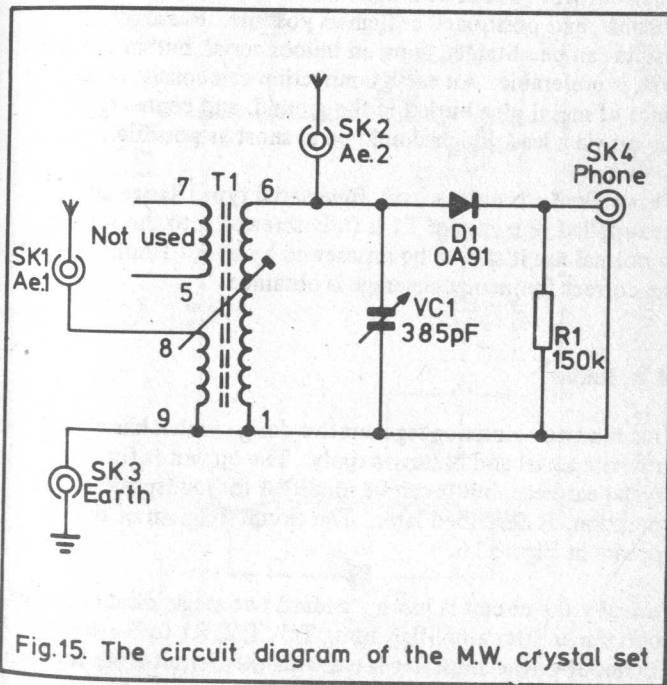 SK2
Ae.2
SK4
Phone
7
T1
6
Not used
SK1
Ae.1
5
8
D1
OA91
VC1
385pF
R1
150k
9
1
SK3
Earth
Fig.15. The circuit diagram of the M.W. crystal set